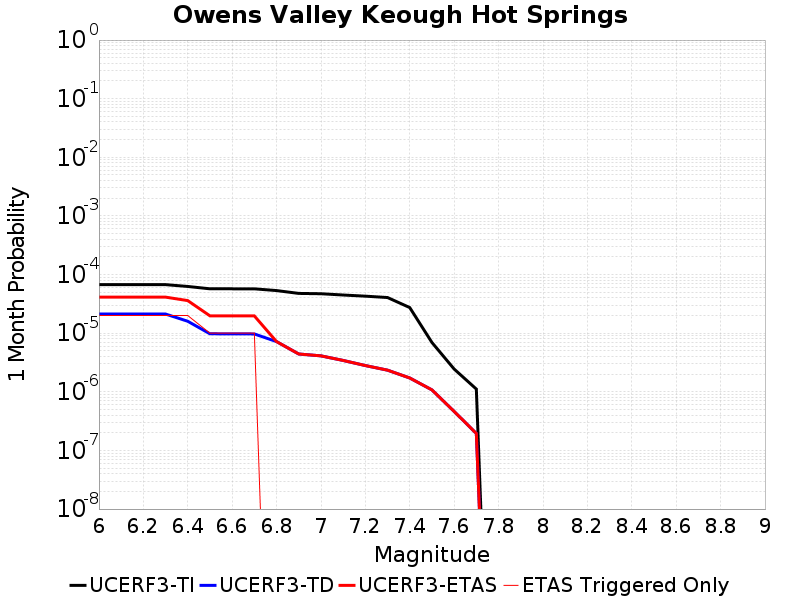 Owens Valley Keough Hot Springs
1 Month Probability
10^0
10^-1
10^-2
10^-3
10^-4
10^-5
10^-6
10^-7
10^-8
6 6.2 6.4 6.6 6.8 7 7.2 7.4 7.6 7.8 8 8.2 8.4 8.6 8.8 9
Magnitude
UCERF3-TI UCERF3-TD UCERF3-ETAS ETAS Triggered Only